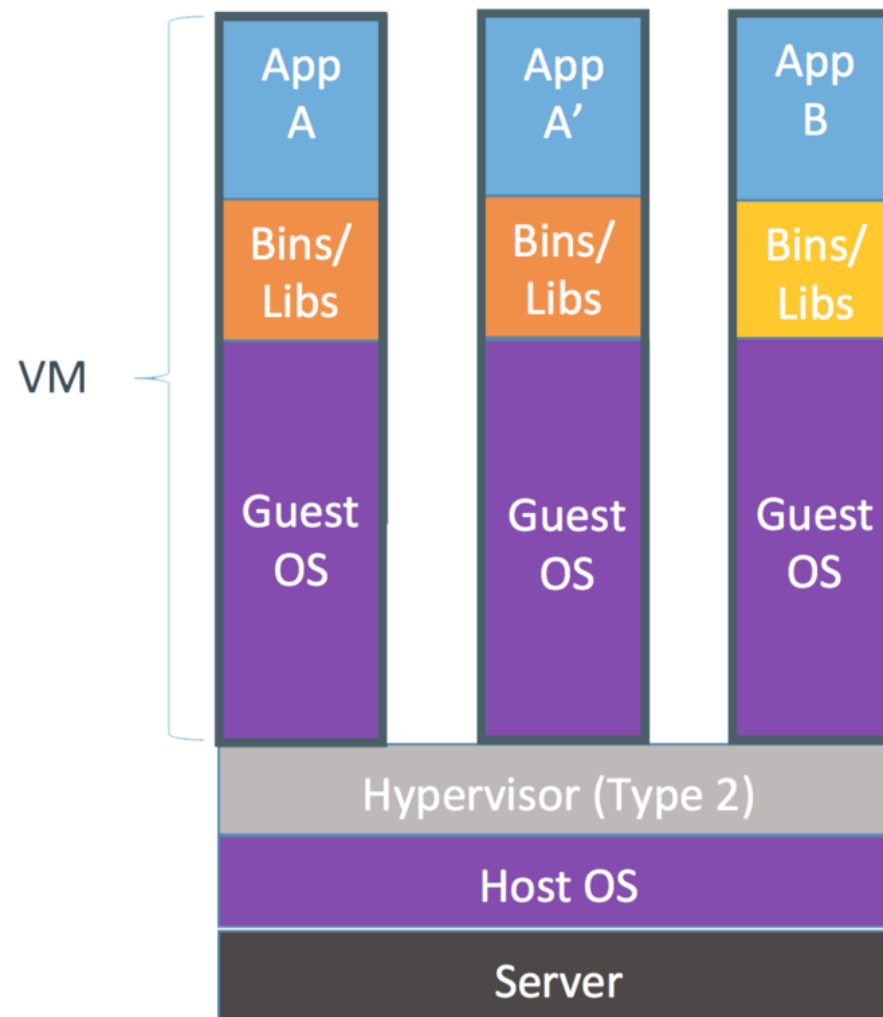 App
A
App
A’
App
B
Bins/
Libs
Bins/
Libs
Bins/
Libs
VM
Guest
OS
Guest
OS
Guest
OS
Hypervisor (Type 2)
Host OS
Server